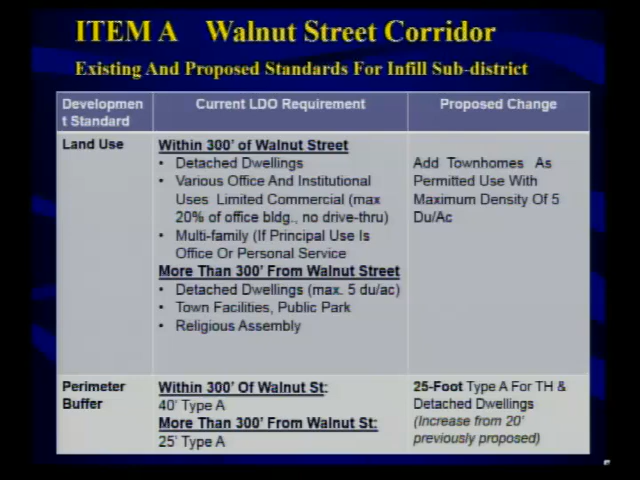 ITEM A Walnut Street Corridor
Existing And Proposed Standards For Infill Sub-district
Developmen
t Standard
Current LDO Requirement
Proposed Change
Land Use
Within 300' of Walnut Street
• Detached Dwellings
• Various Office And Institutional
Uses Limited Commercial (max
20% of office bldg., no drive-thru)
• Multi-family (If Principal Use Is
Office Or Personal Service
More Than 300' From Walnut Street
• Detached Dwellings (max. 5 du/ac)
• Town Facilities, Public Park
• Religious Assembly
Add Townhomes As
Permitted Use With
Maximum Density Of 5
Du/Ac
Perimeter
Buffer
Within 300' Of Walnut St:
40' Type A
More Than 300' From Walnut St:
25' Type A
25-Foot Type A For TH &
Detached Dwellings
(Increase from 20'
previously proposed)